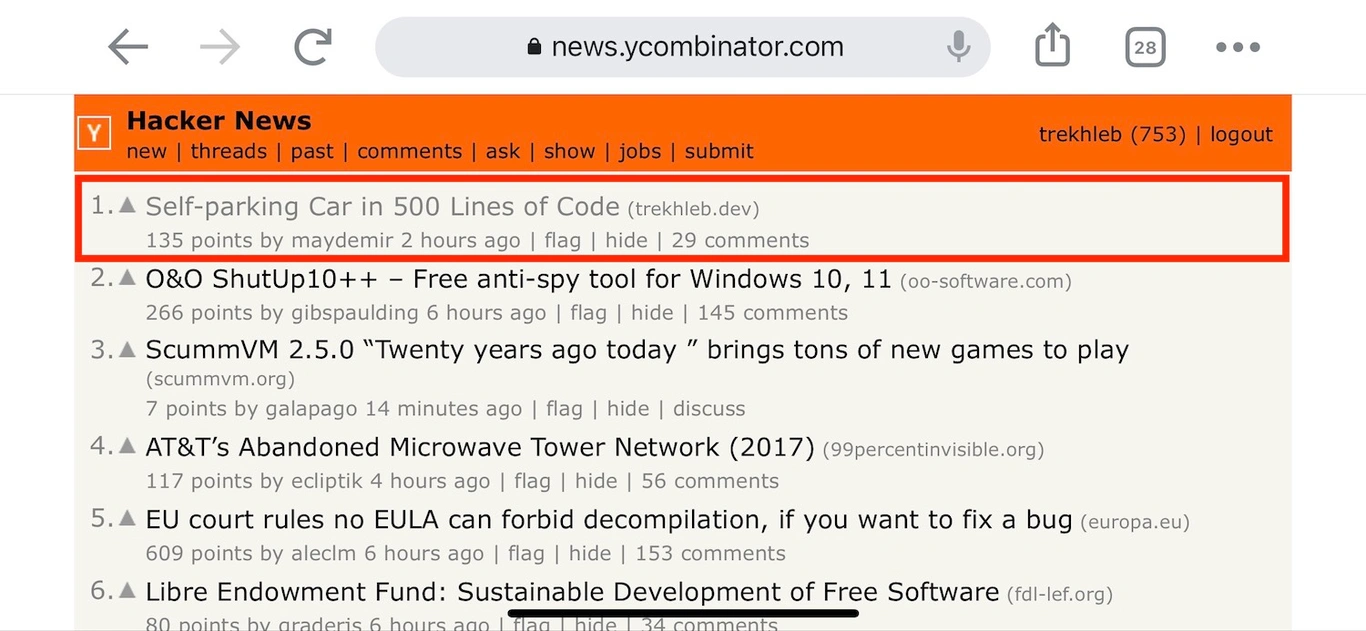 news.ycombinator.com
28
Y
Hacker News
new | threads | past | comments | ask | show | jobs | submit
trekhleb (753) | logout
1. Self-parking Car in 500 Lines of Code (trekhleb.dev)
135 points by maydemir 2 hours ago | flag | hide | 29 comments
2. O&O ShutUp10++ – Free anti-spy tool for Windows 10, 11 (oo-software.com)
266 points by gibspaulding 6 hours ago | flag | hide | 145 comments
3. ScummVM 2.5.0 “Twenty years ago today ” brings tons of new games to play
(scummvm.org)
7 points by galapago 14 minutes ago | flag | hide | discuss
4. AT&T’s Abandoned Microwave Tower Network (2017) (99percentinvisible.org)
117 points by ecliptik 4 hours ago | flag | hide | 56 comments
5. EU court rules no EULA can forbid decompilation, if you want to fix a bug (europa.eu)
609 points by aleclm 6 hours ago | flag | hide | 153 comments
6. Libre Endowment Fund: Sustainable Development of Free Software (fdl-lef.org)
80 points by graderjs 6 hours ago | flag | hide | 34 comments